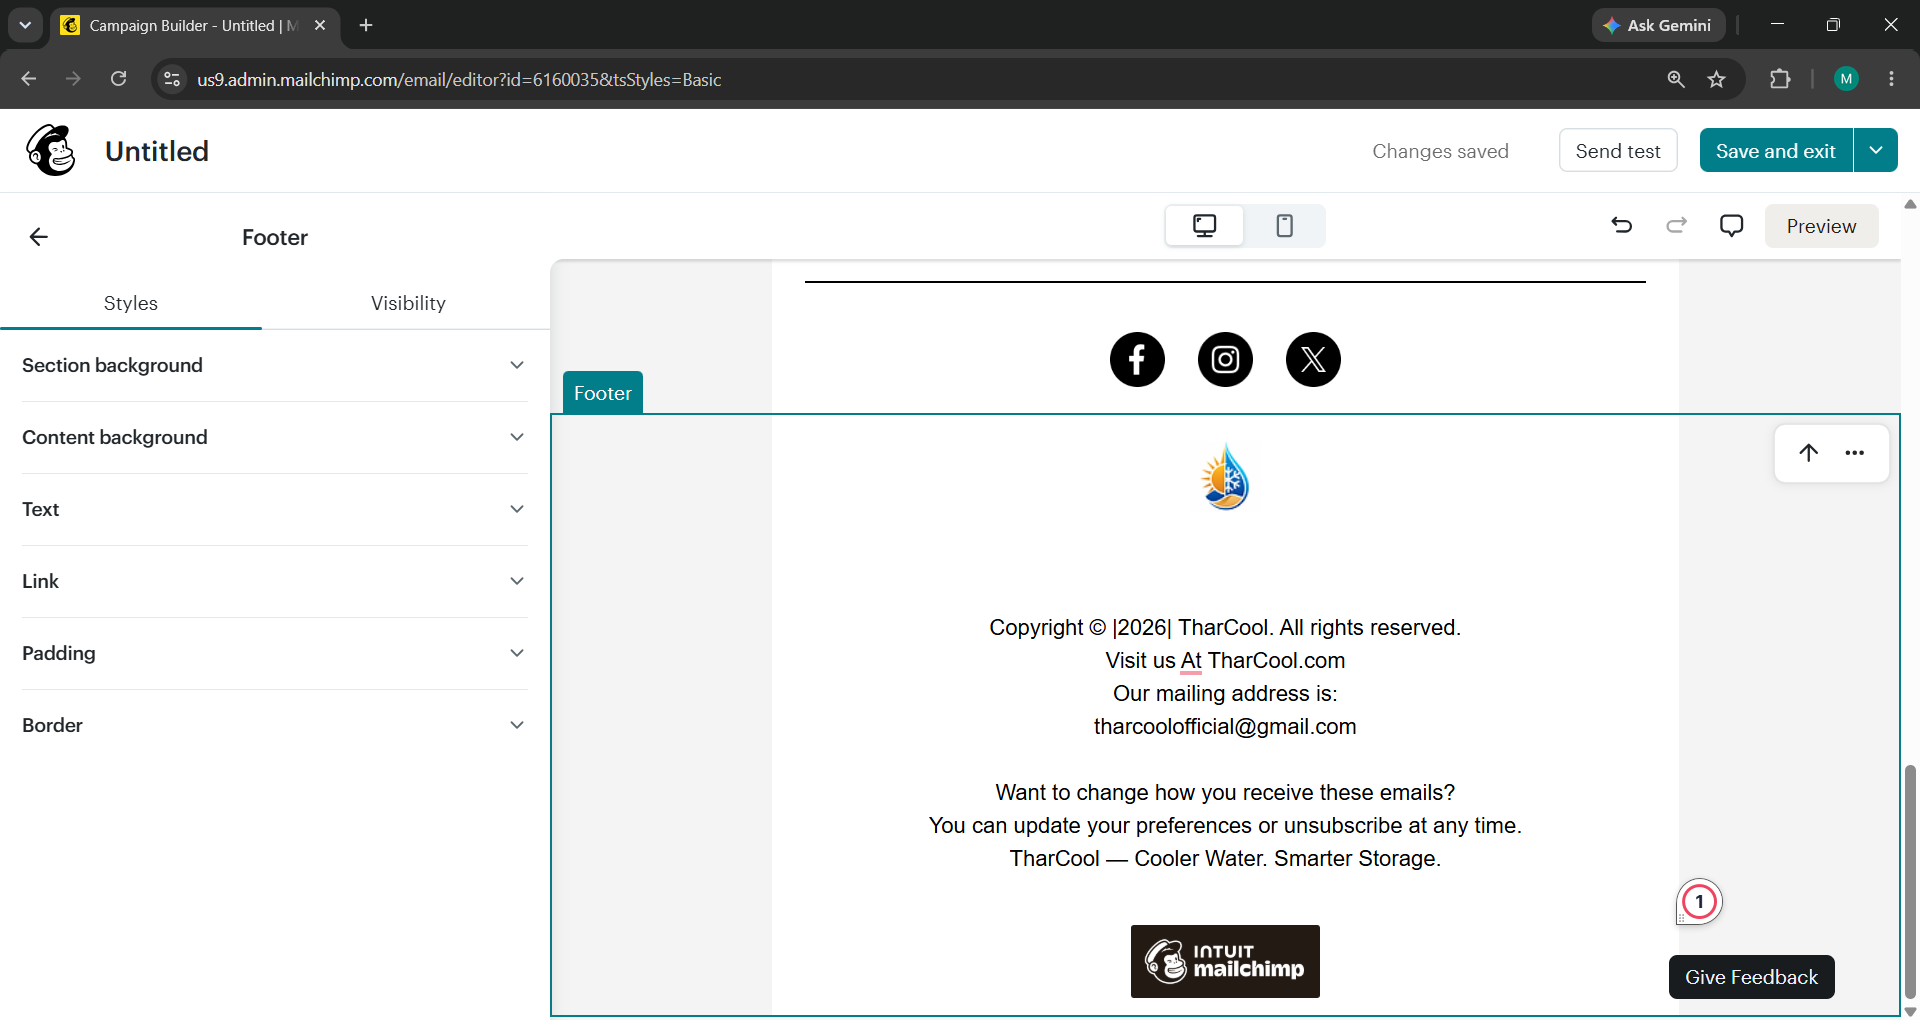 Campaign Builder - Untitled | M
Ask Gemini
us9.admin.mailchimp.com/email/editor?id=6160035&tsStyles=Basic
M
Untitled
Changes saved
Send test
Save and exit
Footer
Preview
Styles
Visibility
Section background
Content background
Text
Link
Padding
Border
Footer
Copyright © |2026| TharCool. All rights reserved.
Visit us At TharCool.com
Our mailing address is:
tharcoolofficial@gmail.com
Want to change how you receive these emails?
You can update your preferences or unsubscribe at any time.
TharCool — Cooler Water. Smarter Storage.
1
INTUIT
mailchimp
Give Feedback